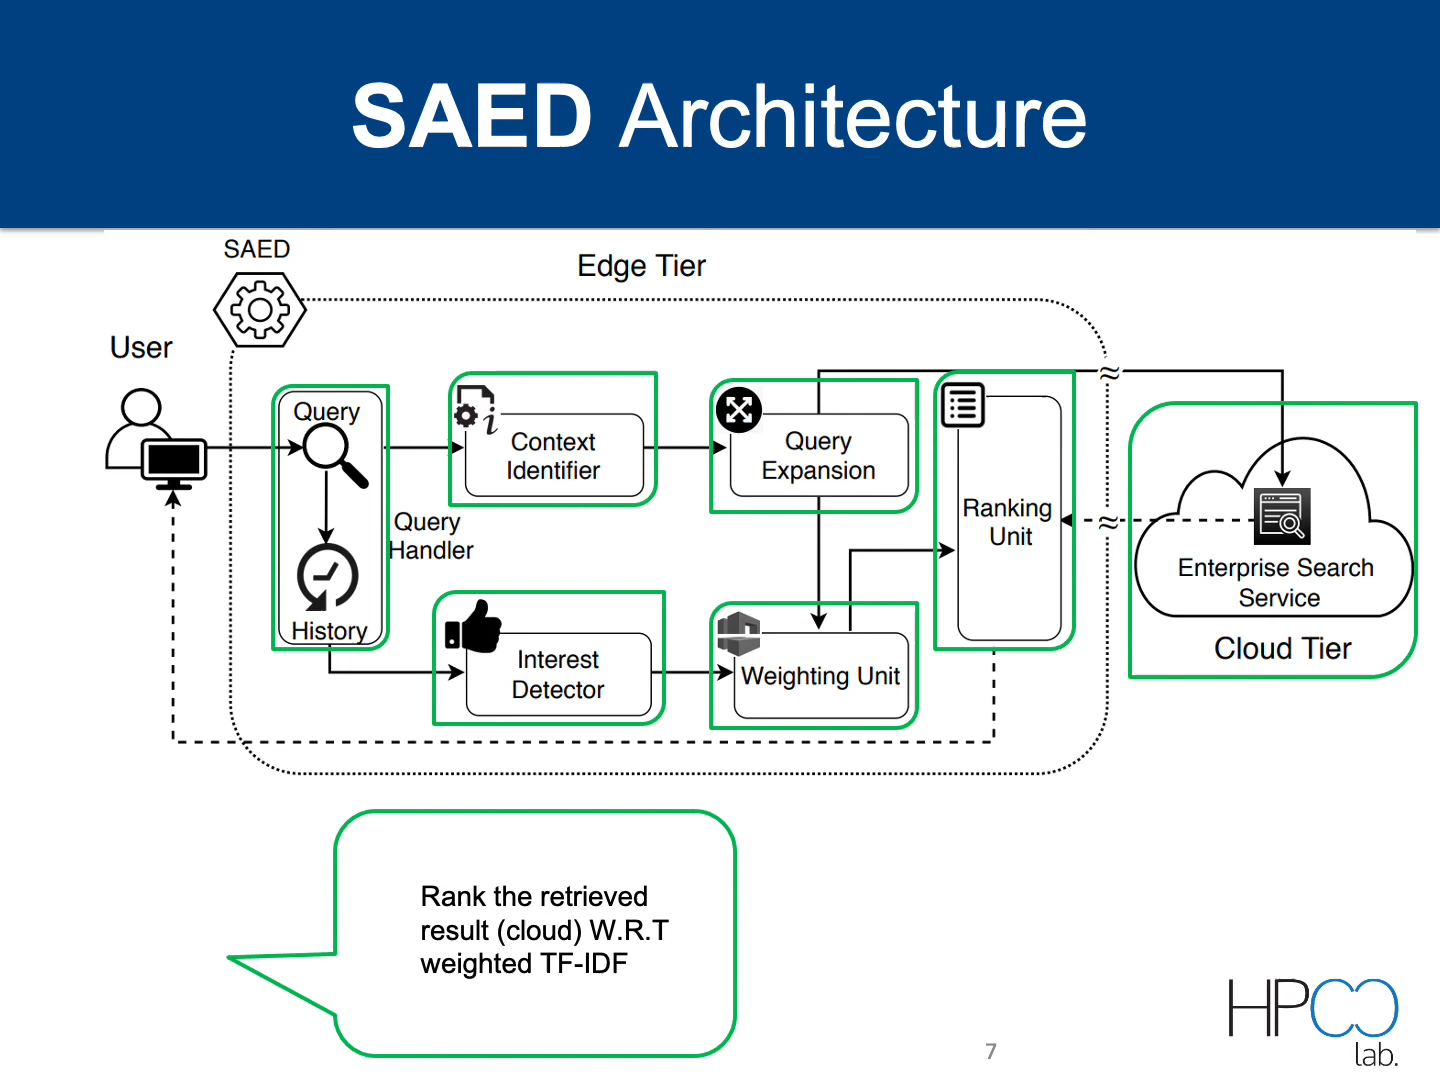 SAED Architecture
SAED
Edge Tier
User
Query
History
Query
Handler
Context
Identifier
Query
Expansion
Interest
Detector
Weighting Unit
Ranking
Unit
≈
≈
Enterprise Search
Service
Cloud Tier
Rank the retrieved
result (cloud) W.R.T
weighted TF-IDF
7
HPCC
lab.